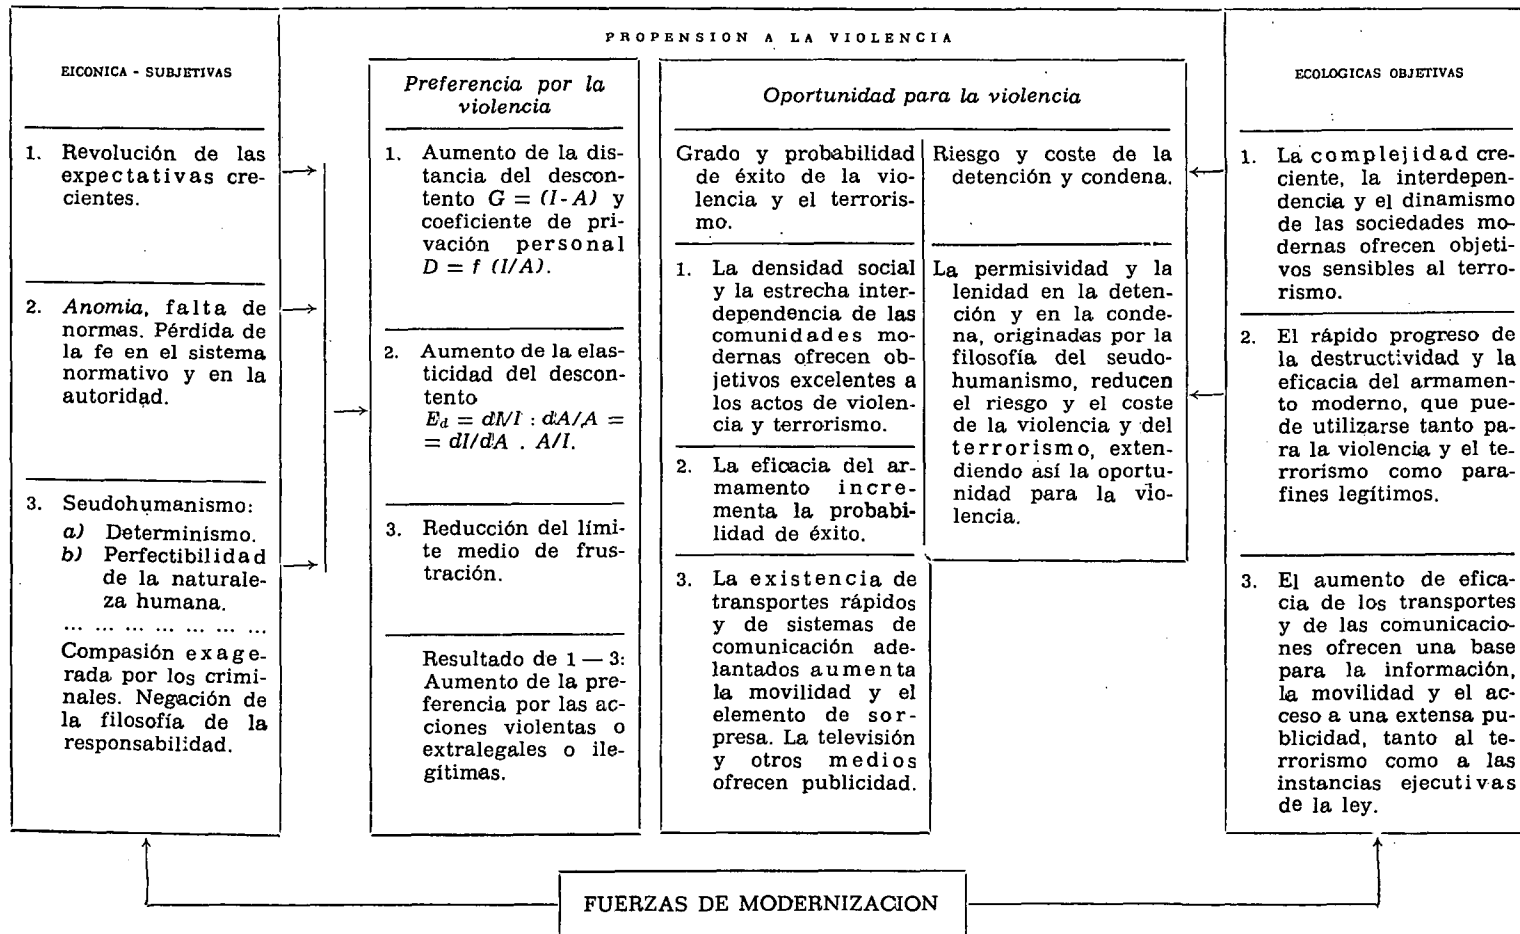 PROPENSION A LA VIOLENCIA
EICONICA - SUBJETIVAS
1. Revolución de las
expectativas cre-
cientes.
2. Anomia, falta de
normas. Pérdida de
la fe en el sistema
normativo y en la
autoridad.
3. Seudohumanismo:
a) Determinismo.
b) Perfectibilidad
de la naturale-
za humana.
... ... ... ... ... ... ... ...
Compasión exage-
rada por los crimi-
nales. Negación de
la filosofía de la
responsabilidad.
Preferencia por la
violencia
1. Aumento de la dis-
tancia del descon-
tento G = (I-A) y
coeficiente de pri-
vación personal
D = f (I/A).
2. Aumento de la elas-
ticidad del descon-
tento
E_d = dI/I : dA/A =
= dI/dA . A/I.
3. Reducción del lími-
te medio de frus-
tración.
Resultado de 1 — 3:
Aumento de la pre-
ferencia por las ac-
ciones violentas o
extralegales o ile-
gítimas.
Oportunidad para la violencia
Grado y probabilidad
de éxito de la vio-
lencia y el terroris-
mo.
1. La densidad social
y la estrecha inter-
dependencia de las
comunidades mo-
dernas ofrecen ob-
jetivos excelentes a
los actos de violen-
cia y terrorismo.
2. La eficacia del ar-
mamento incre-
menta la probabi-
lidad de éxito.
3. La existencia de
transportes rápidos
y de sistemas de
comunicación ade-
lantados aumenta
la movilidad y el
elemento de sor-
presa. La televisión
y otros medios
ofrecen publicidad.
Riesgo y coste de la
detención y condena.
La permisividad y la
lenidad en la deten-
ción y en la conde-
na, originadas por la
filosofía del seudo-
humanismo, reducen
el riesgo y el coste
de la violencia y del
terrorismo, exten-
diendo así la oportu-
nidad para la vio-
lencia.
ECOLOGICAS OBJETIVAS
1. La complejidad cre-
ciente, la interdepen-
dencia y el dinamismo
de las sociedades mo-
dernas ofrecen objeti-
vos sensibles al terro-
rismo.
2. El rápido progreso de
la destructividad y la
eficacia del armamen-
to moderno, que pue-
de utilizarse tanto pa-
ra la violencia y el te-
rrorismo como para
fines legítimos.
3. El aumento de efica-
cia de los transportes
y de las comunicacio-
nes ofrecen una base
para la información,
la movilidad y el ac-
ceso a una extensa pu-
blicidad, tanto al te-
rrorismo como a las
instancias ejecutivas
de la ley.
FUERZAS DE MODERNIZACION